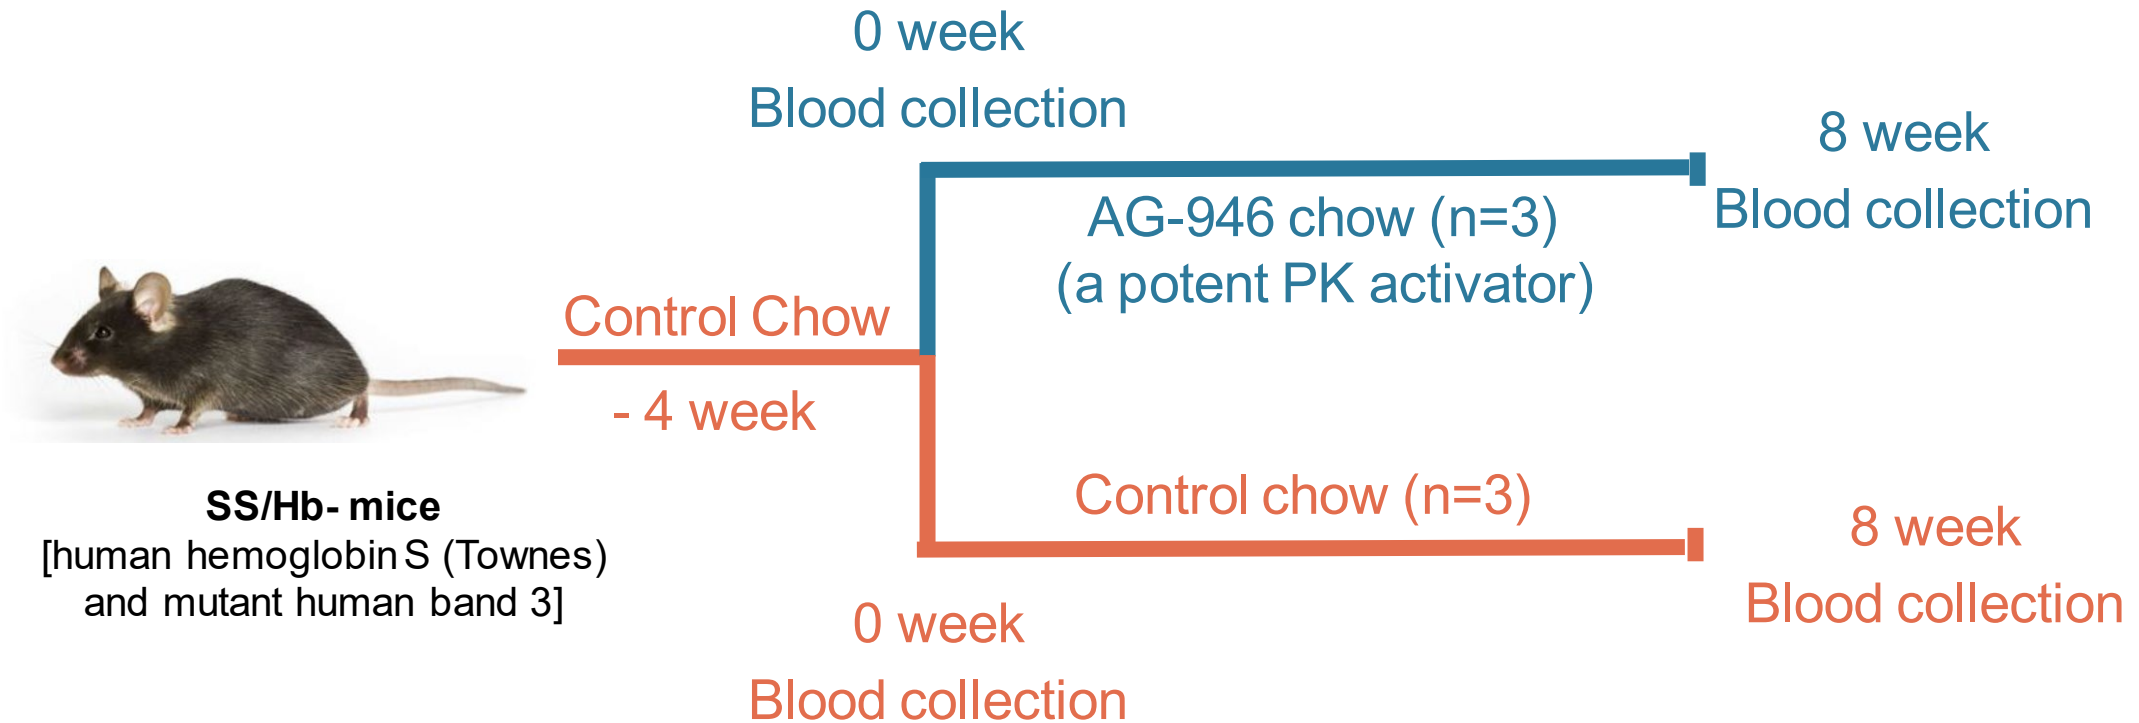 0 week
Blood collection
8 week
Blood collection
AG-946 chow (n=3)
(a potent PK activator)
Control Chow
- 4 week
SS/Hb- mice
[human hemoglobin S (Townes)
and mutant human band 3]
Control chow (n=3)
8 week
Blood collection
0 week
Blood collection